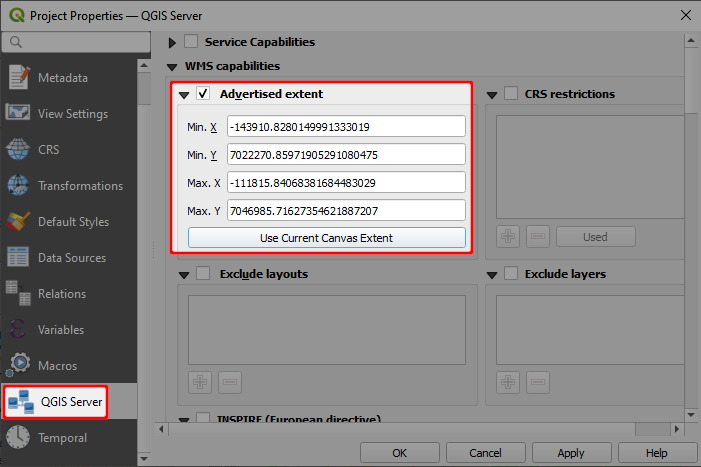 Project Properties — QGIS Server
Metadata
View Settings
CRS
Transformations
Default Styles
Data Sources
Relations
Variables
Macros
QGIS Server
Temporal
Service Capabilities
WMS capabilities
Advertised extent
Min. X -143910.8280149991333019
Min. Y 7022270.85971905291080475
Max. X -111815.84068381684483029
Max. Y 7046985.71627354621887207
Use Current Canvas Extent
CRS restrictions
Used
Exclude layouts
Exclude layers
INSPIRE (European directive)
OK Cancel Apply Help